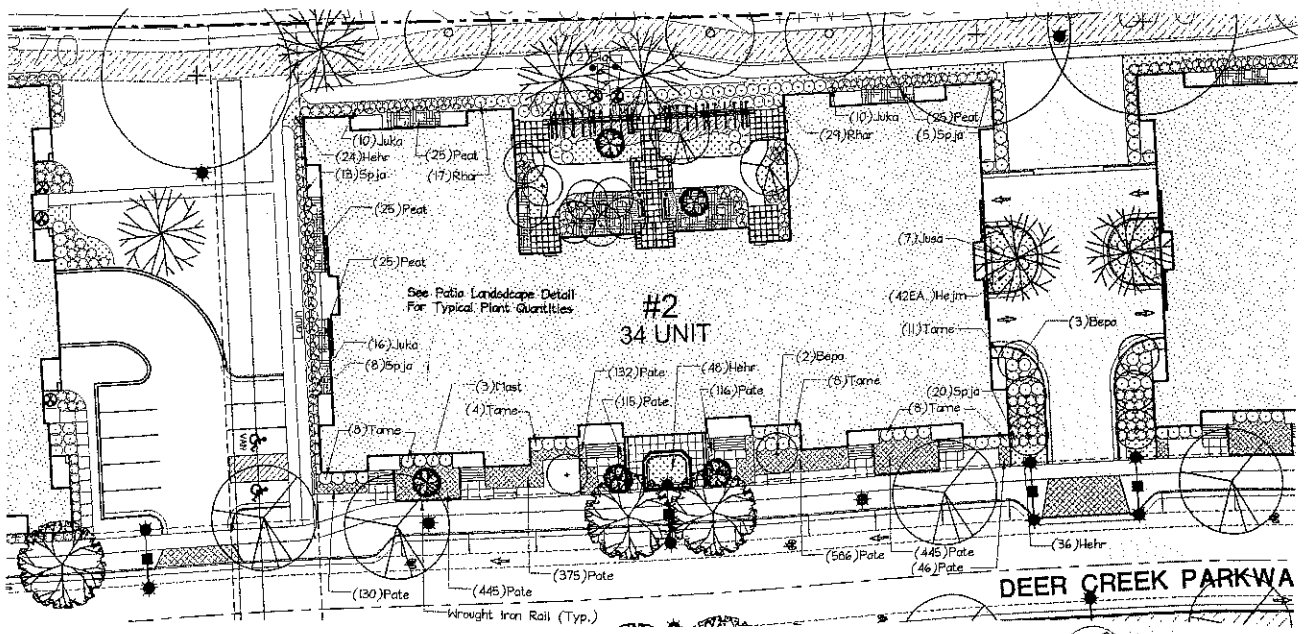 (10)Juka
(24)Hehr
(13)Spja
(25)Peat
(17)Rhar
(25)Peat
(25)Peat
(10)Juka
(29)Rhar
(25)Peat
(5)Spja
See Patio Landsdcape Detail
For Typical Plant Quantities
#2
34 UNIT
(7)Jusa
(42EA.)Hejm
(11)Tame
(3)Bepa
Lawn
(16)Juka
(8)Spja
(3)Mast
(4)Tame
(8)Tame
(132)Pate
(115)Pate
(48)Hehr
(116)Pate
(2)Bepa
(8)Tame
(20)Spja
(8)Tame
VAN
(130)Pate
(445)Pate
(375)Pate
(586)Pate
(445)Pate
(46)Pate
(36)Hehr
Wrought Iron Rail (Typ.)
DEER CREEK PARKWA